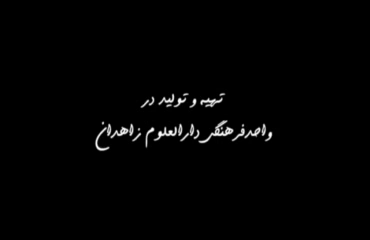 تهیه و تولید در
واحد فرهنگی دارالعلوم زاهدان